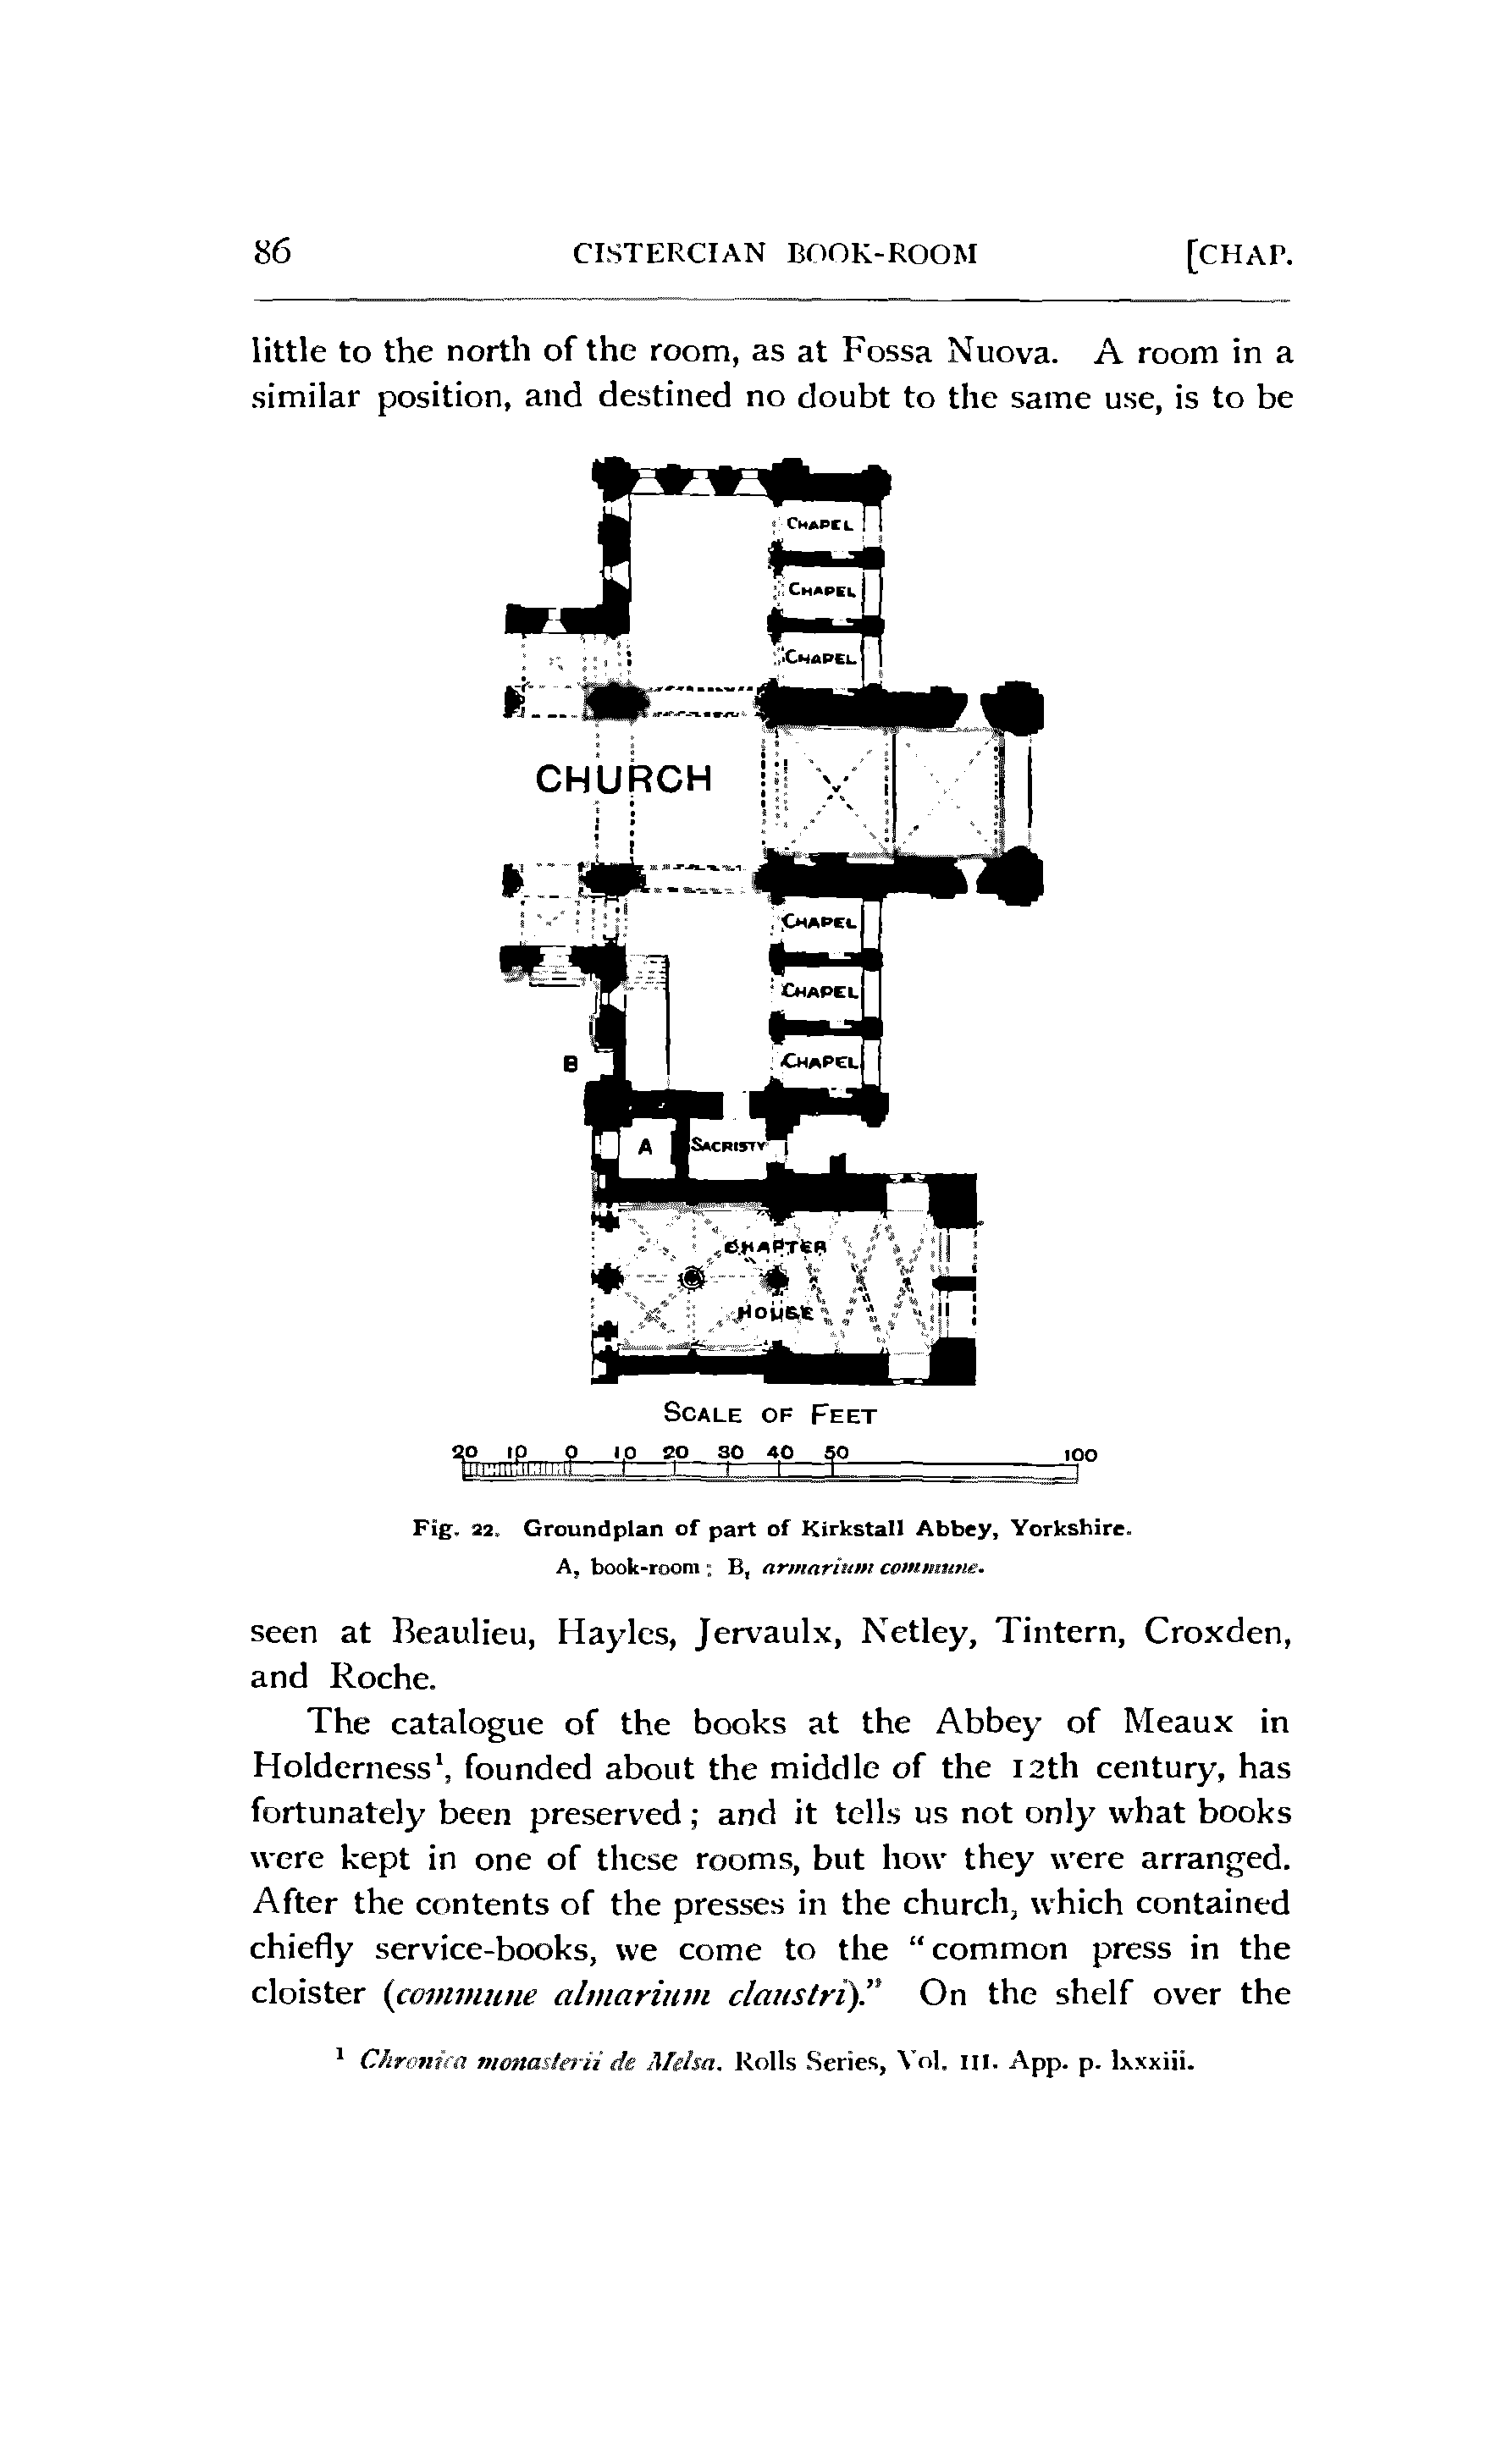 86 CISTERCIAN BOOK-ROOM [CHAP.
little to the north of the room, as at Fossa Nuova. A room in a
similar position, and destined no doubt to the same use, is to be
CHAPEL
CHAPEL
CHAPEL
CHURCH
CHAPEL
CHAPEL
CHAPEL
B
A SACRISTY
CHAPTER
HOUSE
SCALE OF FEET
20 10 0 10 20 30 40 50 100
Fig. 22. Groundplan of part of Kirkstall Abbey, Yorkshire.
A, book-room; B, armarium commune.
seen at Beaulieu, Hayles, Jervaulx, Netley, Tintern, Croxden,
and Roche.
The catalogue of the books at the Abbey of Meaux in
Holderness¹, founded about the middle of the 12th century, has
fortunately been preserved; and it tells us not only what books
were kept in one of these rooms, but how they were arranged.
After the contents of the presses in the church, which contained
chiefly service-books, we come to the "common press in the
cloister (commune almarium claustri)." On the shelf over the
¹ Chronica monasterii de Melsa. Rolls Series, Vol. III. App. p. lxxxiii.